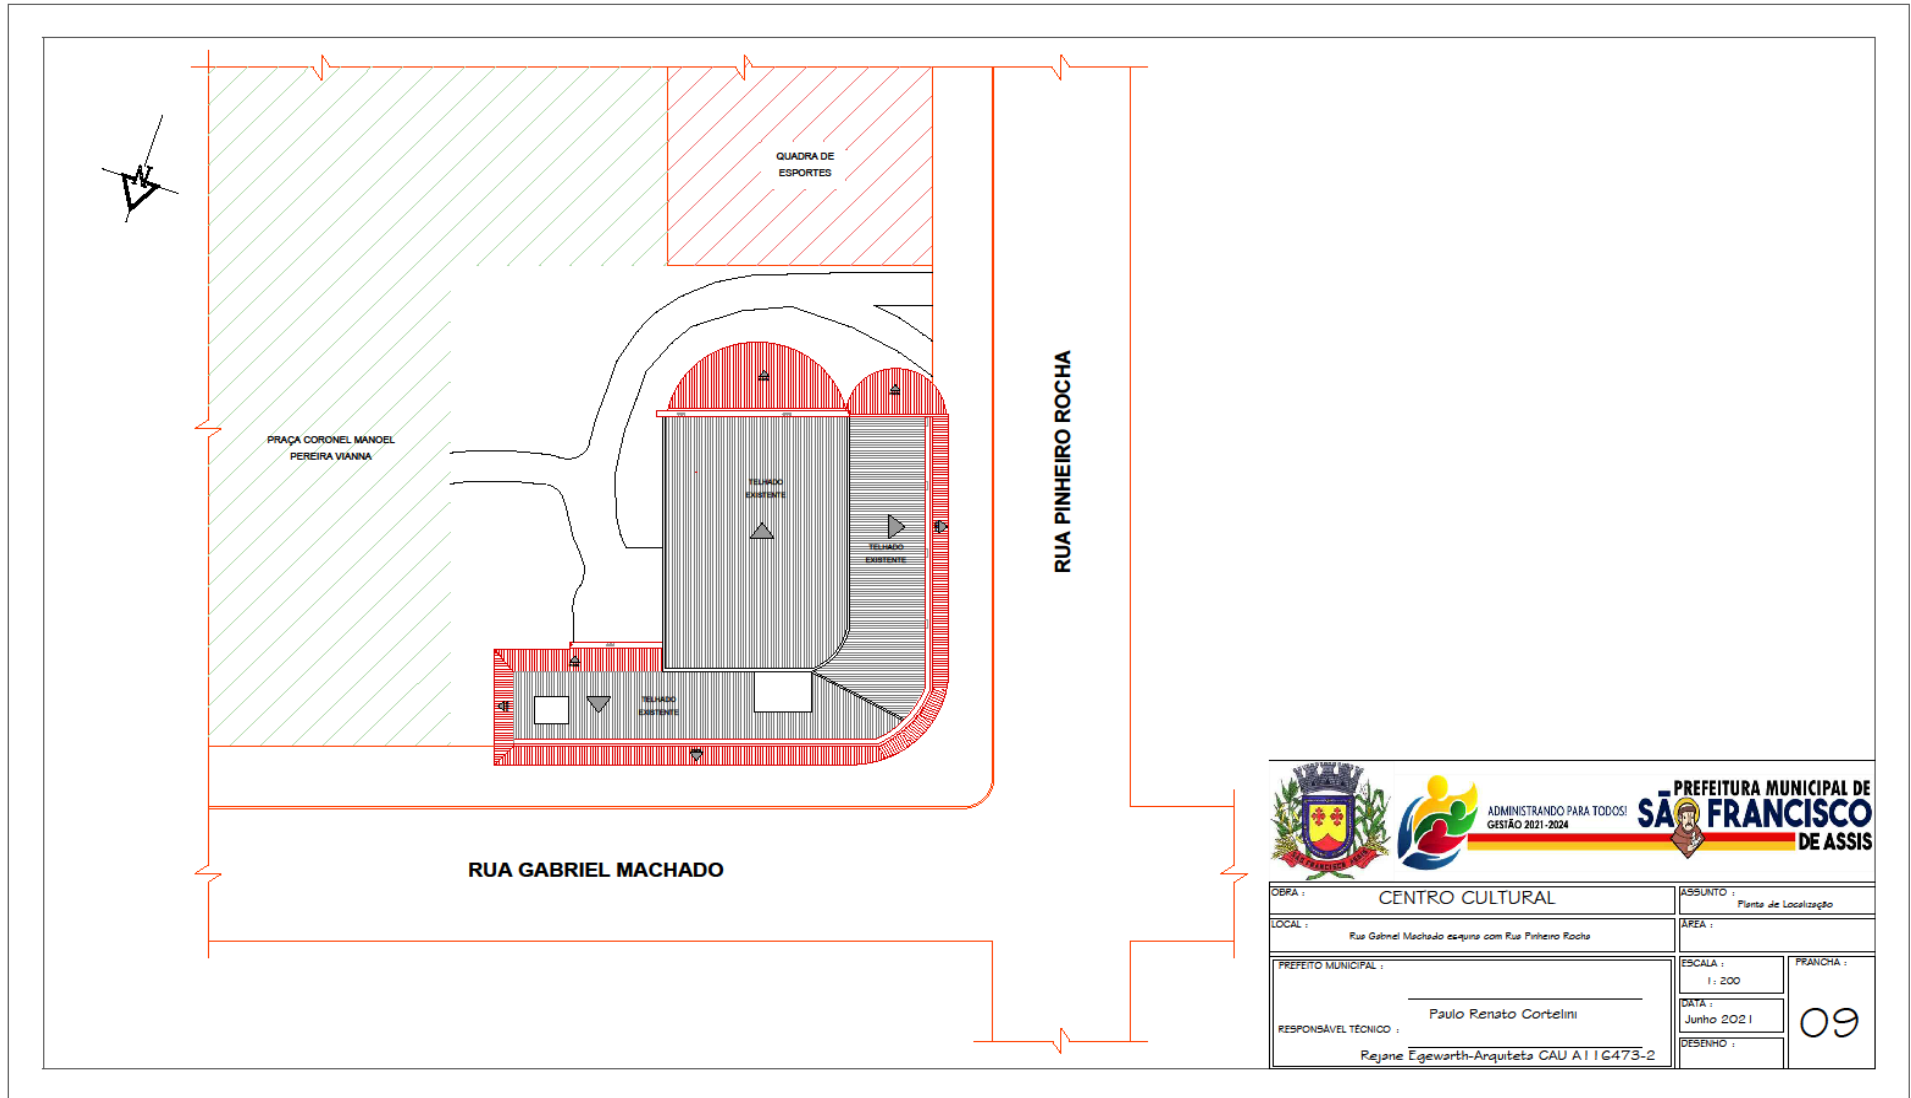 N
QUADRA DE
ESPORTES
PRAÇA CORONEL MANOEL
PEREIRA VIANNA
TELHADO
EXISTENTE
TELHADO
EXISTENTE
TELHADO
EXISTENTE
RUA PINHEIRO ROCHA
RUA GABRIEL MACHADO
SÃO FRANCISCO ASSIS
ADMINISTRANDO PARA TODOS!
GESTÃO 2021-2024
PREFEITURA MUNICIPAL DE
SÃO FRANCISCO
DE ASSIS
OBRA :
CENTRO CULTURAL
ASSUNTO :
Planta de Localização
LOCAL :
Rua Gabriel Machado esquina com Rua Pinheiro Rocha
ÁREA :
PREFEITO MUNICIPAL :
Paulo Renato Cortelini
RESPONSÁVEL TÉCNICO :
Rejane Egewarth-Arquiteta CAU A116473-2
ESCALA :
1: 200
DATA :
Junho 2021
DESENHO :
PRANCHA :
09